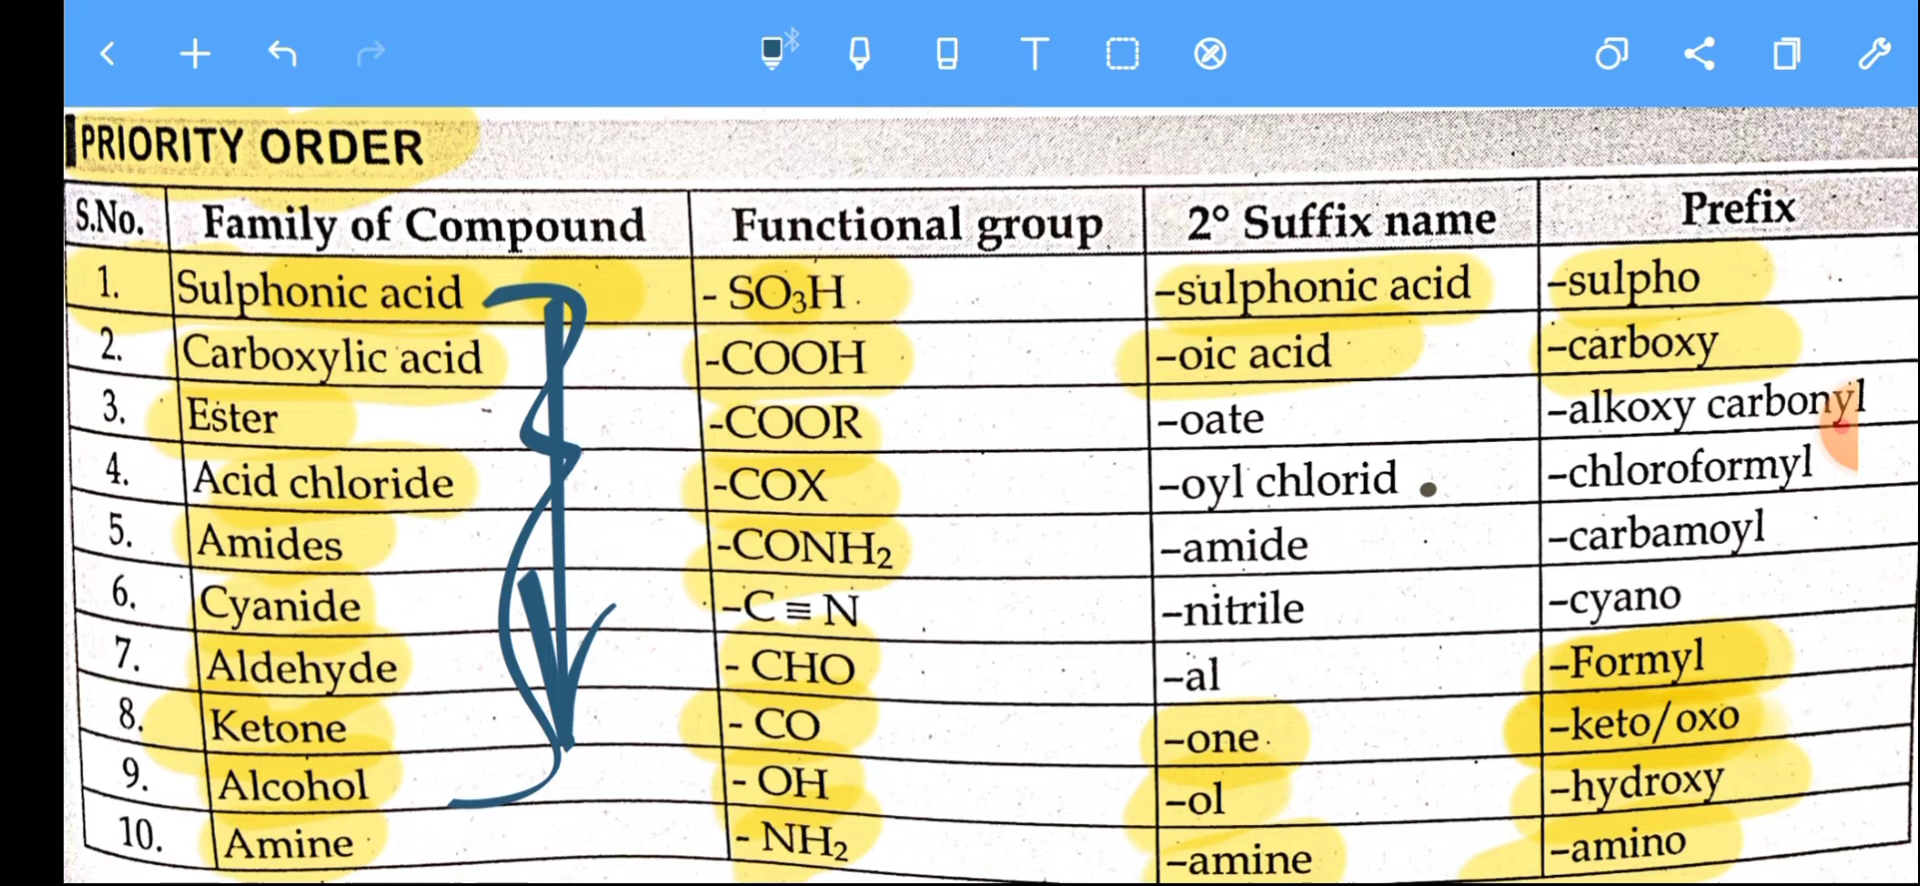 T
PRIORITY ORDER
S.No. Family of Compound Functional group 2° Suffix name Prefix
1. Sulphonic acid - SO₃H –sulphonic acid –sulpho
2. Carboxylic acid -COOH –oic acid –carboxy
3. Ester -COOR –oate –alkoxy carbonyl
4. Acid chloride -COX –oyl chlorid –chloroformyl
5. Amides -CONH₂ –amide –carbamoyl
6. Cyanide –C ≡ N –nitrile –cyano
7. Aldehyde - CHO –al –Formyl
8. Ketone - CO –one –keto/oxo
9. Alcohol - OH –ol –hydroxy
10. Amine - NH₂ –amine –amino